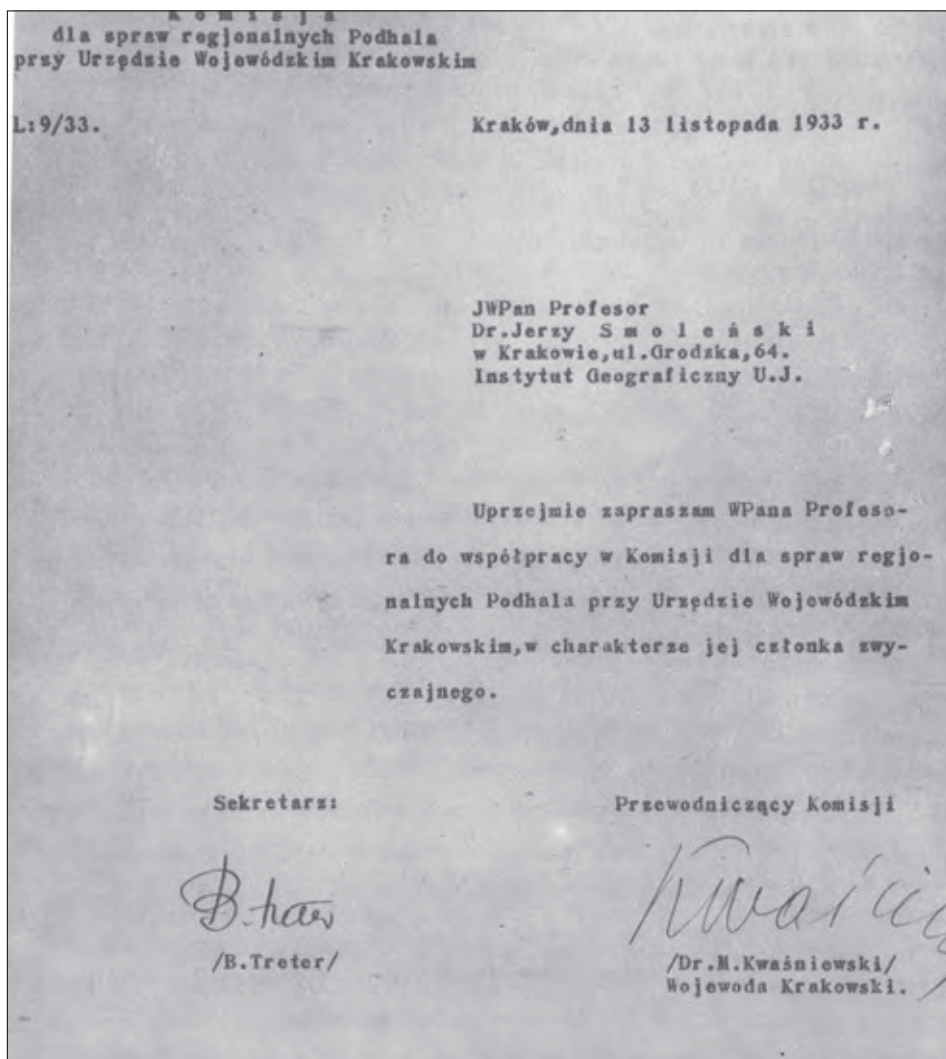 K o m i s j a
dla spraw regjonalnych Podhala
przy Urzędzie Wojewódzkim Krakowskim
L:9/33.
Kraków,dnia 13 listopada 1933 r.
JWPan Profesor
Dr.Jerzy S m o l e ń s k i
w Krakowie,ul.Grodzka,64.
Instytut Geograficzny U.J.
Uprzejmie zapraszam WPana Profeso-
ra do współpracy w Komisji dla spraw regjo-
nalnych Podhala przy Urzędzie Wojewódzkim
Krakowskim,w charakterze jej członka zwy-
czajnego.
Sekretarz:
Przewodniczący Komisji
B.Treter
/B.Treter/
/Dr.M.Kwaśniewski/
Wojewoda Krakowski.